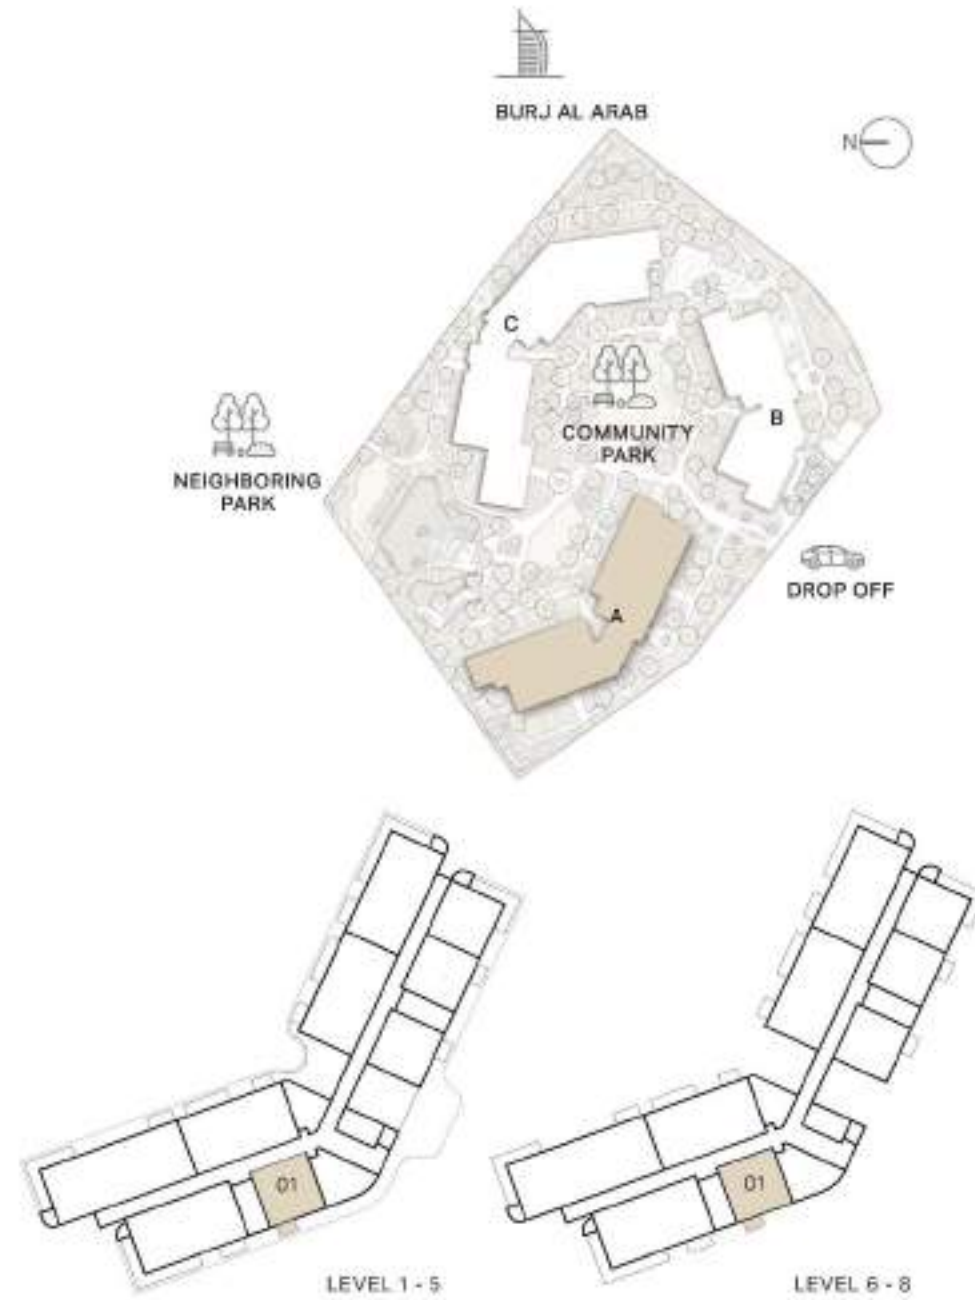 BURJ AL ARAB
N
C
B
COMMUNITY
PARK
NEIGHBORING
PARK
DROP OFF
A
01
01
LEVEL 1 - 5
LEVEL 6 - 8